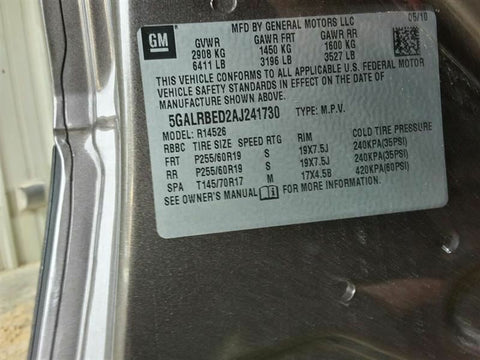 MFD BY GENERAL MOTORS LLC 05/10
GM GVWR GAWR FRT GAWR RR
2908 KG 1450 KG 1600 KG
6411 LB 3196 LB 3527 LB
THIS VEHICLE CONFORMS TO ALL APPLICABLE U.S. FEDERAL MOTOR
VEHICLE SAFETY STANDARDS IN EFFECT ON THE DATE OF
MANUFACTURE SHOWN ABOVE.
5GALRBED2AJ241730 TYPE: M.P.V.
MODEL: R14526
RBBC TIRE SIZE SPEED RTG RIM COLD TIRE PRESSURE
FRT P255/60R19 S 19X7.5J 240KPA(35PSI)
RR P255/60R19 S 19X7.5J 240KPA(35PSI)
SPA T145/70R17 M 17X4.5B 420KPA(60PSI)
SEE OWNER'S MANUAL FOR MORE INFORMATION.